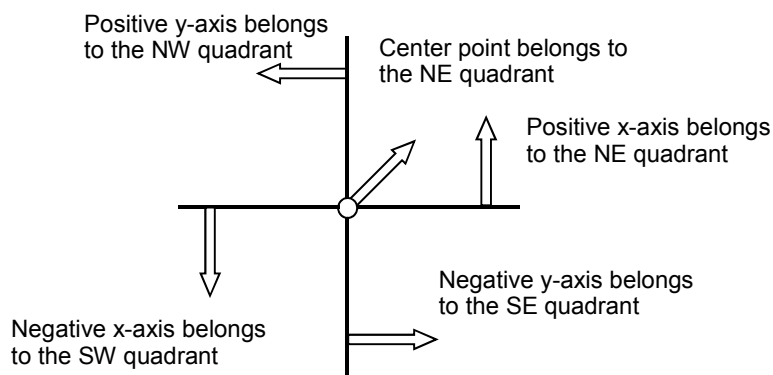 Positive y-axis belongs
to the NW quadrant
Center point belongs to
the NE quadrant
Positive x-axis belongs
to the NE quadrant
Negative y-axis belongs
to the SE quadrant
Negative x-axis belongs
to the SW quadrant